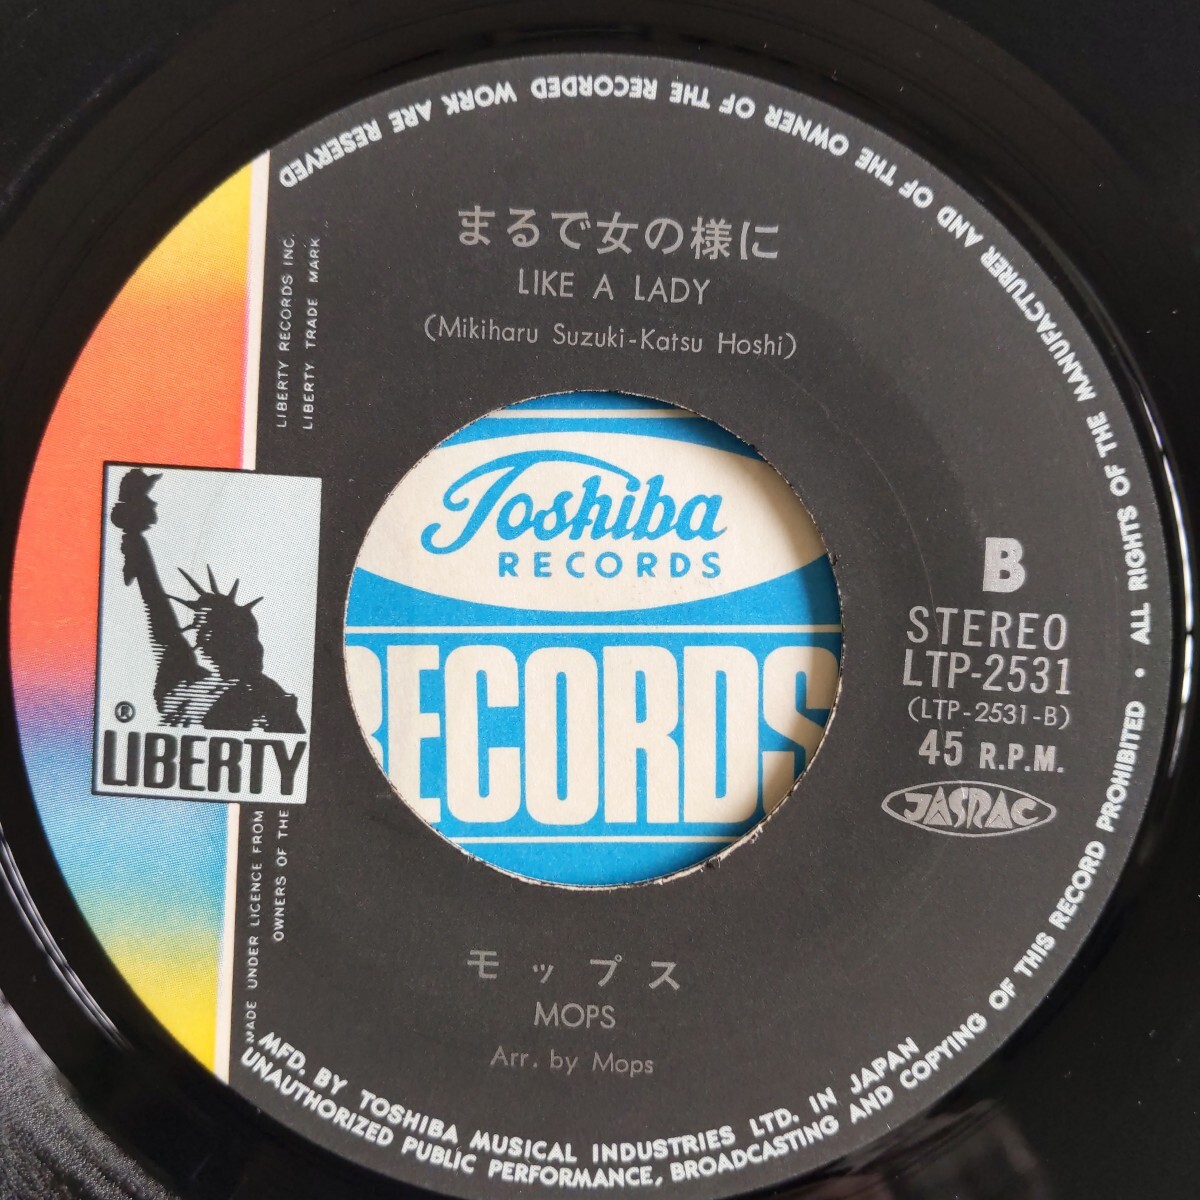 まるで女の様に
LIKE A LADY
(Mikiharu Suzuki-Katsu Hoshi)
LIBERTY RECORDS INC.
LIBERTY TRADE MARK
®
LIBERTY
MADE UNDER LICENCE FROM
OWNERS OF THE
Toshiba
RECORDS
RECORDS
B
STEREO
LTP-2531
(LTP-2531-B)
45 R.P.M.
JASRAC
モップス
MOPS
Arr. by Mops
MFD. BY TOSHIBA MUSICAL INDUSTRIES LTD. IN JAPAN
ALL RIGHTS OF THE MANUFACTURER AND OF THE OWNER OF THE RECORDED WORK ARE RESERVED
UNAUTHORIZED PUBLIC PERFORMANCE, BROADCASTING AND COPYING OF THIS RECORD PROHIBITED •